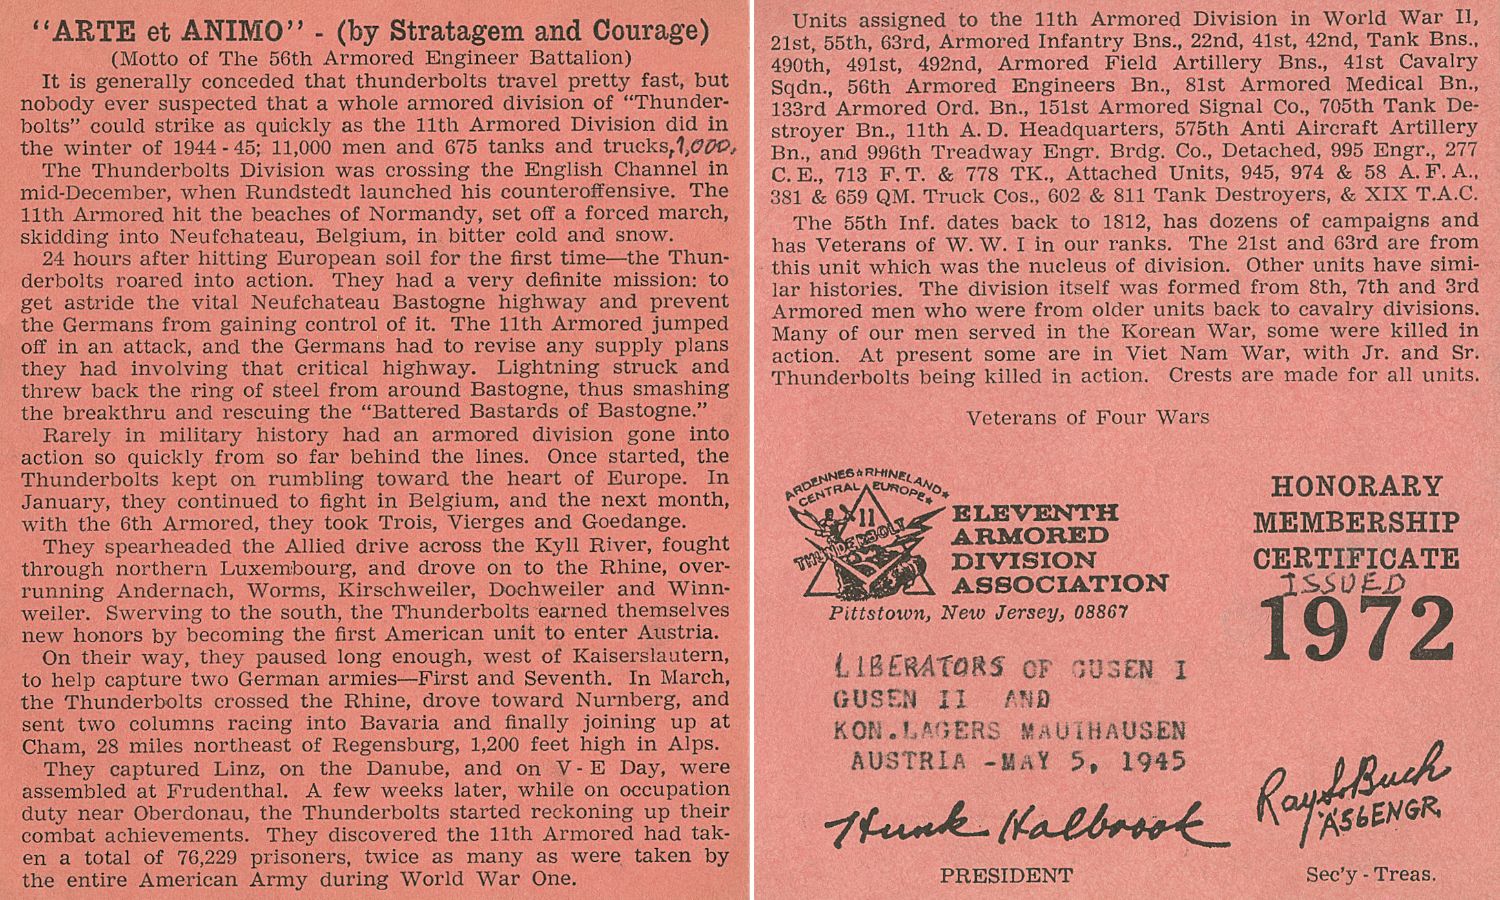 "ARTE et ANIMO" - (by Stratagem and Courage)
(Motto of The 56th Armored Engineer Battalion)
It is generally conceded that thunderbolts travel pretty fast, but
nobody ever suspected that a whole armored division of "Thunder-
bolts" could strike as quickly as the 11th Armored Division did in
the winter of 1944-45; 11,000 men and 675 tanks and trucks, 1,000.
The Thunderbolts Division was crossing the English Channel in
mid-December, when Rundstedt launched his counteroffensive. The
11th Armored hit the beaches of Normandy, set off a forced march,
skidding into Neufchateau, Belgium, in bitter cold and snow.
24 hours after hitting European soil for the first time—the Thun-
derbolts roared into action. They had a very definite mission: to
get astride the vital Neufchateau Bastogne highway and prevent
the Germans from gaining control of it. The 11th Armored jumped
off in an attack, and the Germans had to revise any supply plans
they had involving that critical highway. Lightning struck and
threw back the ring of steel from around Bastogne, thus smashing
the breakthru and rescuing the "Battered Bastards of Bastogne."
Rarely in military history had an armored division gone into
action so quickly from so far behind the lines. Once started, the
Thunderbolts kept on rumbling toward the heart of Europe. In
January, they continued to fight in Belgium, and the next month,
with the 6th Armored, they took Trois, Vierges and Goedange.
They spearheaded the Allied drive across the Kyll River, fought
through northern Luxembourg, and drove on to the Rhine, over-
running Andernach, Worms, Kirschweiler, Dochweiler and Winn-
weiler. Swerving to the south, the Thunderbolts earned themselves
new honors by becoming the first American unit to enter Austria.
On their way, they paused long enough, west of Kaiserslautern,
to help capture two German armies—First and Seventh. In March,
the Thunderbolts crossed the Rhine, drove toward Nurnberg, and
sent two columns racing into Bavaria and finally joining up at
Cham, 28 miles northeast of Regensburg, 1,200 feet high in Alps.
They captured Linz, on the Danube, and on V-E Day, were
assembled at Frudenthal. A few weeks later, while on occupation
duty near Oberdonau, the Thunderbolts started reckoning up their
combat achievements. They discovered the 11th Armored had tak-
en a total of 76,229 prisoners, twice as many as were taken by
the entire American Army during World War One.
Units assigned to the 11th Armored Division in World War II,
21st, 55th, 63rd, Armored Infantry Bns., 22nd, 41st, 42nd, Tank Bns.,
490th, 491st, 492nd, Armored Field Artillery Bns., 41st Cavalry
Sqdn., 56th Armored Engineers Bn., 81st Armored Medical Bn.,
133rd Armored Ord. Bn., 151st Armored Signal Co., 705th Tank De-
stroyer Bn., 11th A. D. Headquarters, 575th Anti Aircraft Artillery
Bn., and 996th Treadway Engr. Brdg. Co., Detached, 995 Engr., 277
C. E., 713 F. T. & 778 TK., Attached Units, 945, 974 & 58 A. F. A.,
381 & 659 QM. Truck Cos., 602 & 811 Tank Destroyers, & XIX T.A.C.
The 55th Inf. dates back to 1812, has dozens of campaigns and
has Veterans of W. W. I in our ranks. The 21st and 63rd are from
this unit which was the nucleus of division. Other units have simi-
lar histories. The division itself was formed from 8th, 7th and 3rd
Armored men who were from older units back to cavalry divisions.
Many of our men served in the Korean War, some were killed in
action. At present some are in Viet Nam War, with Jr. and Sr.
Thunderbolts being killed in action. Crests are made for all units.
Veterans of Four Wars
ARDENNES ★ RHINELAND
CENTRAL EUROPE ★
11
THUNDERBOLT
ELEVENTH
ARMORED
DIVISION
ASSOCIATION
Pittstown, New Jersey, 08867
HONORARY
MEMBERSHIP
CERTIFICATE
ISSUED
1972
LIBERATORS OF GUSEN I
GUSEN II AND
KON.LAGERS MAUTHAUSEN
AUSTRIA -MAY 5, 1945
Hunk Holbrook
PRESIDENT
Ray S. Buch
A56ENGR.
Sec'y - Treas.